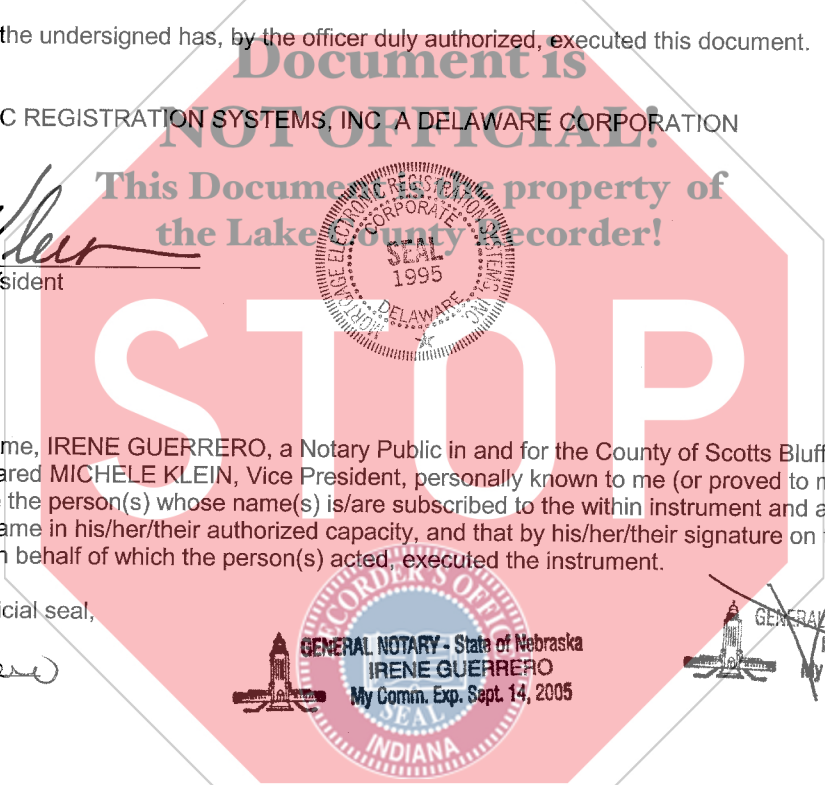 the undersigned has, by the officer duly authorized, executed this document.
Document is
NOT OFFICIAL!
C REGISTRATION SYSTEMS, INC A DELAWARE CORPORATION
This Document is the property of
the Lake County Recorder!
MORTGAGE ELECTRONIC REGISTRATION SYSTEMS, INC.
CORPORATE
SEAL
1995
DELAWARE
Klein
sident
STOP
me, IRENE GUERRERO, a Notary Public in and for the County of Scotts Bluff
ared MICHELE KLEIN, Vice President, personally known to me (or proved to m
the person(s) whose name(s) is/are subscribed to the within instrument and a
ame in his/her/their authorized capacity, and that by his/her/their signature on
n behalf of which the person(s) acted, executed the instrument.
icial seal,
RECORDER'S OFFICE
GENERAL NOTARY - State of Nebraska
IRENE GUERRERO
My Comm. Exp. Sept. 14, 2005
SEAL
INDIANA
GENERAL
My